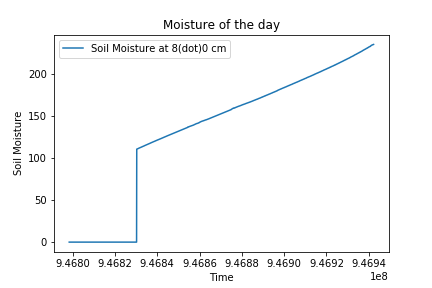 Moisture of the day
Soil Moisture at 8(dot)0 cm
Soil Moisture
200
150
100
50
0
9.4680 9.4682 9.4684 9.4686 9.4688 9.4690 9.4692 9.4694
1e8
Time